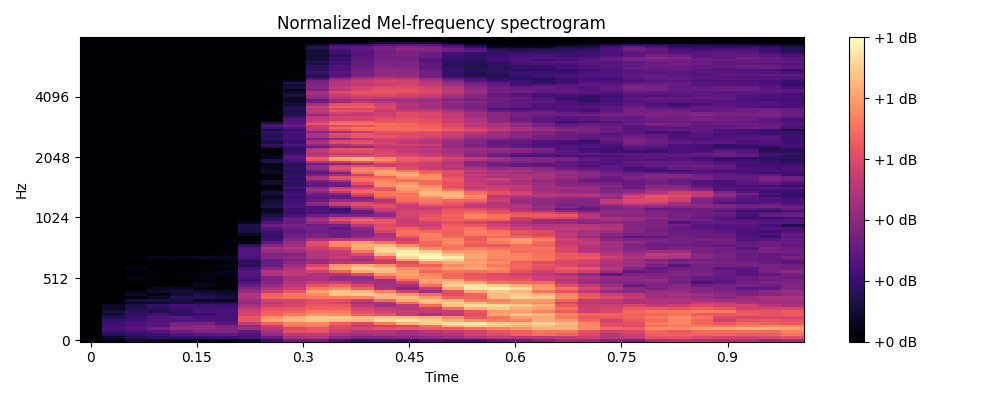 Normalized Mel-frequency spectrogram
Hz
4096
2048
1024
512
0
0 0.15 0.3 0.45 0.6 0.75 0.9
Time
+1 dB
+1 dB
+1 dB
+0 dB
+0 dB
+0 dB